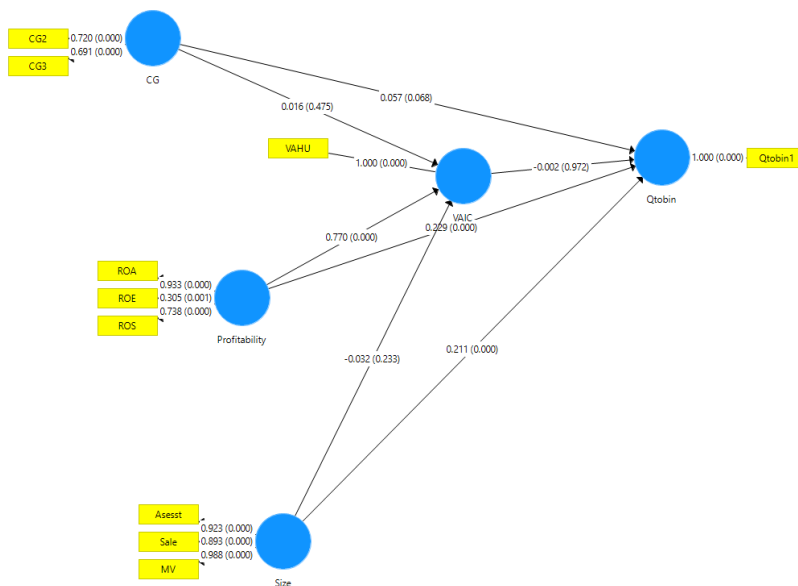 CG2
0.720 (0.000)
0.691 (0.000)
CG3
CG
0.057 (0.068)
0.016 (0.475)
VAHU
1.000 (0.000)
-0.002 (0.972)
1.000 (0.000)
Qtobin1
Qtobin
VAIC
0.229 (0.000)
0.770 (0.000)
ROA
0.933 (0.000)
ROE
0.305 (0.001)
0.738 (0.000)
ROS
Profitability
0.211 (0.000)
-0.032 (0.233)
Asesst
0.923 (0.000)
Sale
0.893 (0.000)
0.988 (0.000)
MV
Size